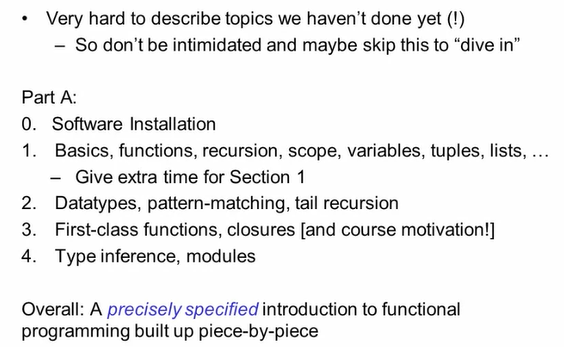 • Very hard to describe topics we haven't done yet (!)
– So don't be intimidated and maybe skip this to “dive in”
Part A:
0. Software Installation
1. Basics, functions, recursion, scope, variables, tuples, lists, …
– Give extra time for Section 1
2. Datatypes, pattern-matching, tail recursion
3. First-class functions, closures [and course motivation!]
4. Type inference, modules
Overall: A precisely specified introduction to functional
programming built up piece-by-piece